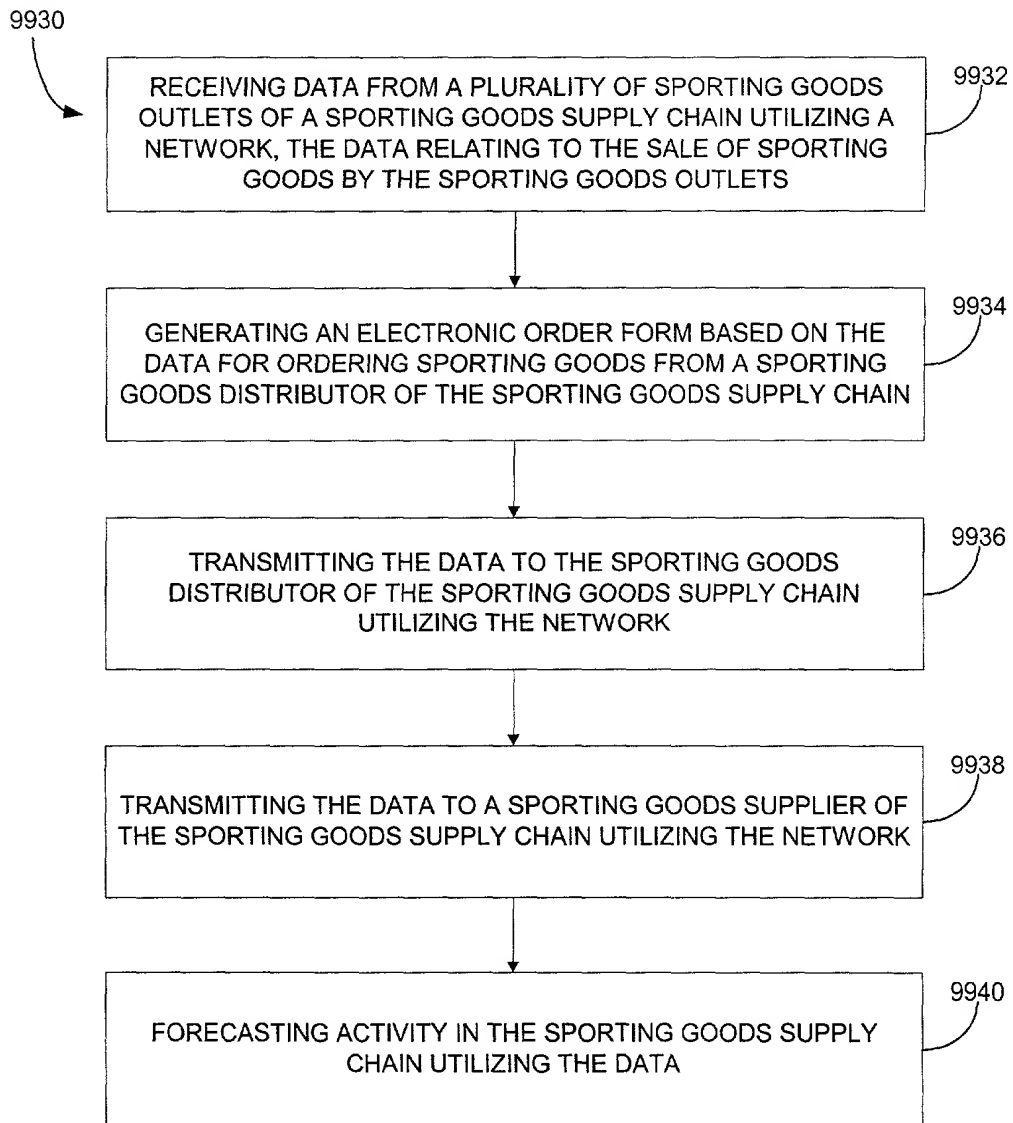 9930
RECEIVING DATA FROM A PLURALITY OF SPORTING GOODS
OUTLETS OF A SPORTING GOODS SUPPLY CHAIN UTILIZING A
NETWORK, THE DATA RELATING TO THE SALE OF SPORTING
GOODS BY THE SPORTING GOODS OUTLETS
9932
GENERATING AN ELECTRONIC ORDER FORM BASED ON THE
DATA FOR ORDERING SPORTING GOODS FROM A SPORTING
GOODS DISTRIBUTOR OF THE SPORTING GOODS SUPPLY CHAIN
9934
TRANSMITTING THE DATA TO THE SPORTING GOODS
DISTRIBUTOR OF THE SPORTING GOODS SUPPLY CHAIN
UTILIZING THE NETWORK
9936
TRANSMITTING THE DATA TO A SPORTING GOODS SUPPLIER OF
THE SPORTING GOODS SUPPLY CHAIN UTILIZING THE NETWORK
9938
FORECASTING ACTIVITY IN THE SPORTING GOODS SUPPLY
CHAIN UTILIZING THE DATA
9940